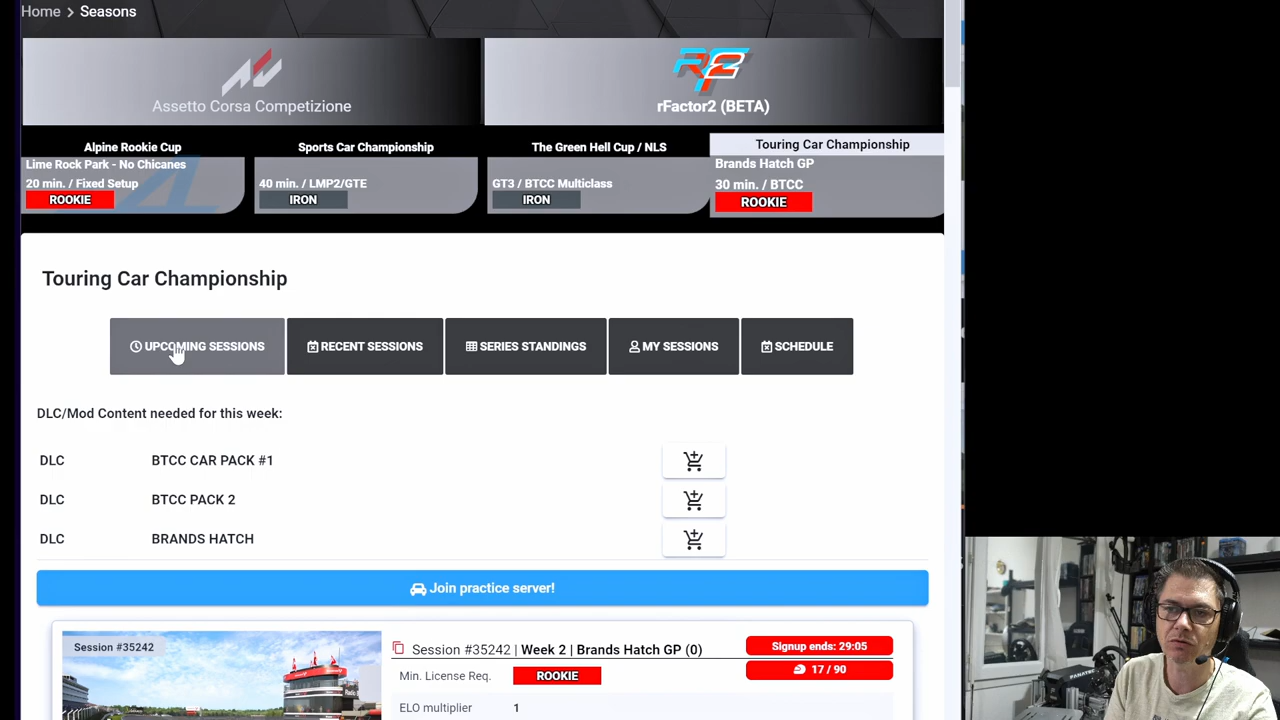 Home > Seasons
Assetto Corsa Competizione
rFactor2 (BETA)
Alpine Rookie Cup
Lime Rock Park - No Chicanes
20 min. / Fixed Setup
ROOKIE
Sports Car Championship
40 min. / LMP2/GTE
IRON
The Green Hell Cup / NLS
GT3 / BTCC Multiclass
IRON
Touring Car Championship
Brands Hatch GP
30 min. / BTCC
ROOKIE
Touring Car Championship
UPCOMING SESSIONS
RECENT SESSIONS
SERIES STANDINGS
MY SESSIONS
SCHEDULE
DLC/Mod Content needed for this week:
DLC BTCC CAR PACK #1
DLC BTCC PACK 2
DLC BRANDS HATCH
Join practice server!
Session #35242
Session #35242 | Week 2 | Brands Hatch GP (0)
Signup ends: 29:05
17 / 90
Min. License Req. ROOKIE
ELO multiplier 1
FANATEC